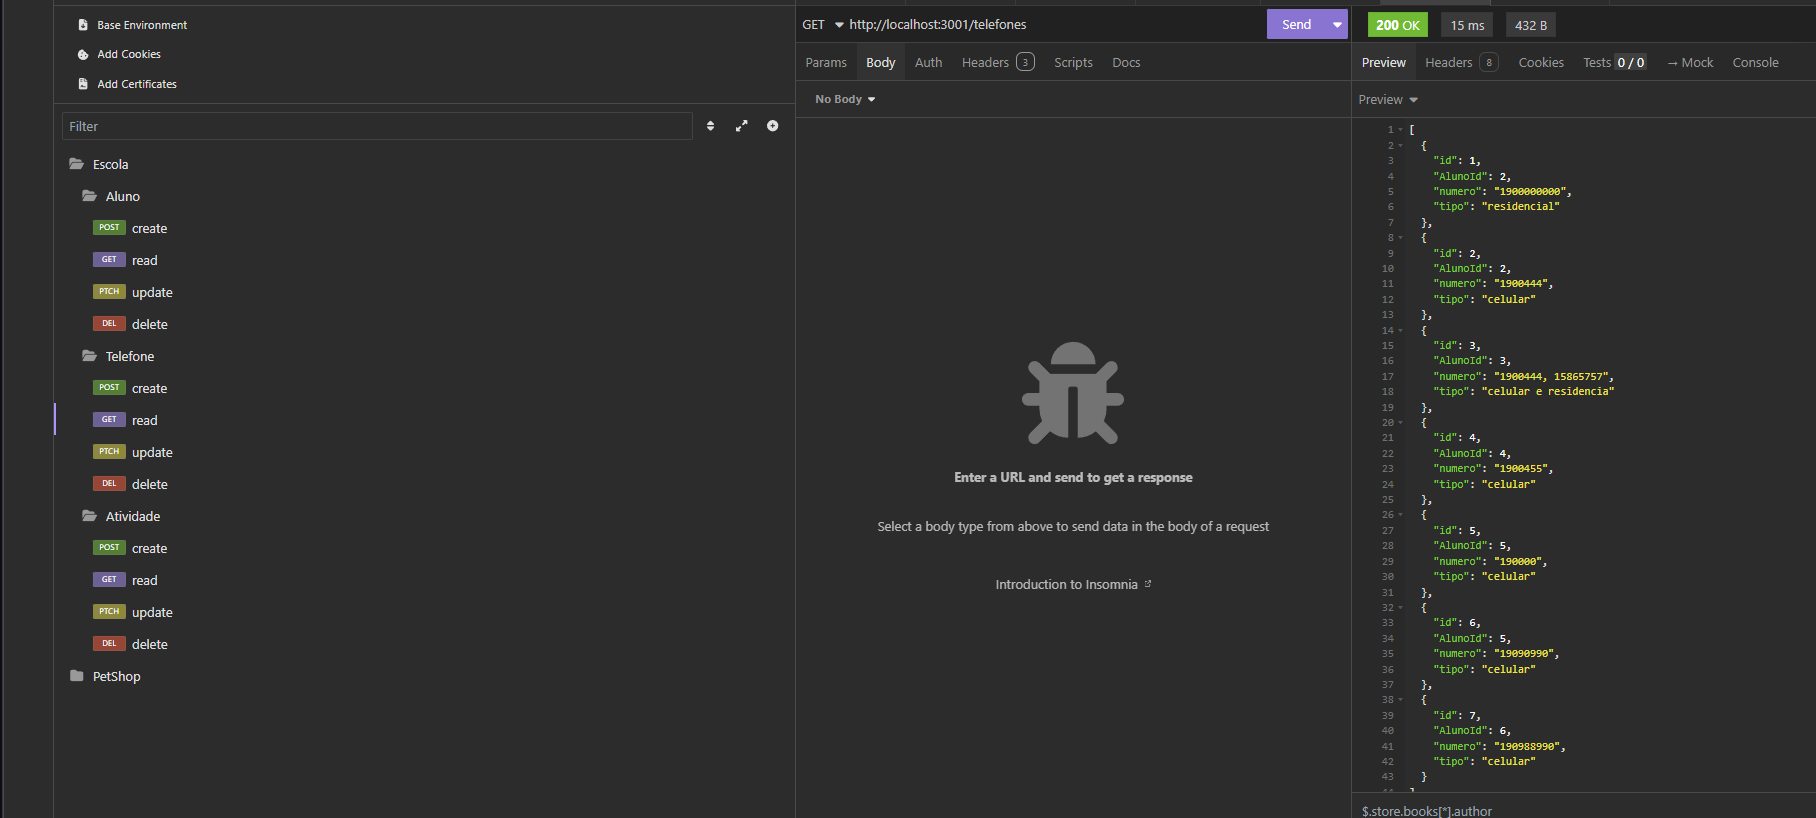 Base Environment
Add Cookies
Add Certificates
Filter
Escola
Aluno
POST create
GET read
PTCH update
DEL delete
Telefone
POST create
GET read
PTCH update
DEL delete
Atividade
POST create
GET read
PTCH update
DEL delete
PetShop
GET http://localhost:3001/telefones Send
Params Body Auth Headers 3 Scripts Docs
No Body
Enter a URL and send to get a response
Select a body type from above to send data in the body of a request
Introduction to Insomnia
200 OK 15 ms 432 B
Preview Headers 8 Cookies Tests 0 / 0 → Mock Console
Preview
1 [
2 {
3 "id": 1,
4 "AlunoId": 2,
5 "numero": "1900000000",
6 "tipo": "residencial"
7 },
8 {
9 "id": 2,
10 "AlunoId": 2,
11 "numero": "1900444",
12 "tipo": "celular"
13 },
14 {
15 "id": 3,
16 "AlunoId": 3,
17 "numero": "1900444, 15865757",
18 "tipo": "celular e residencia"
19 },
20 {
21 "id": 4,
22 "AlunoId": 4,
23 "numero": "1900455",
24 "tipo": "celular"
25 },
26 {
27 "id": 5,
28 "AlunoId": 5,
29 "numero": "190000",
30 "tipo": "celular"
31 },
32 {
33 "id": 6,
34 "AlunoId": 5,
35 "numero": "19090990",
36 "tipo": "celular"
37 },
38 {
39 "id": 7,
40 "AlunoId": 6,
41 "numero": "190988990",
42 "tipo": "celular"
43 }
44 ]
$.store.books[*].author